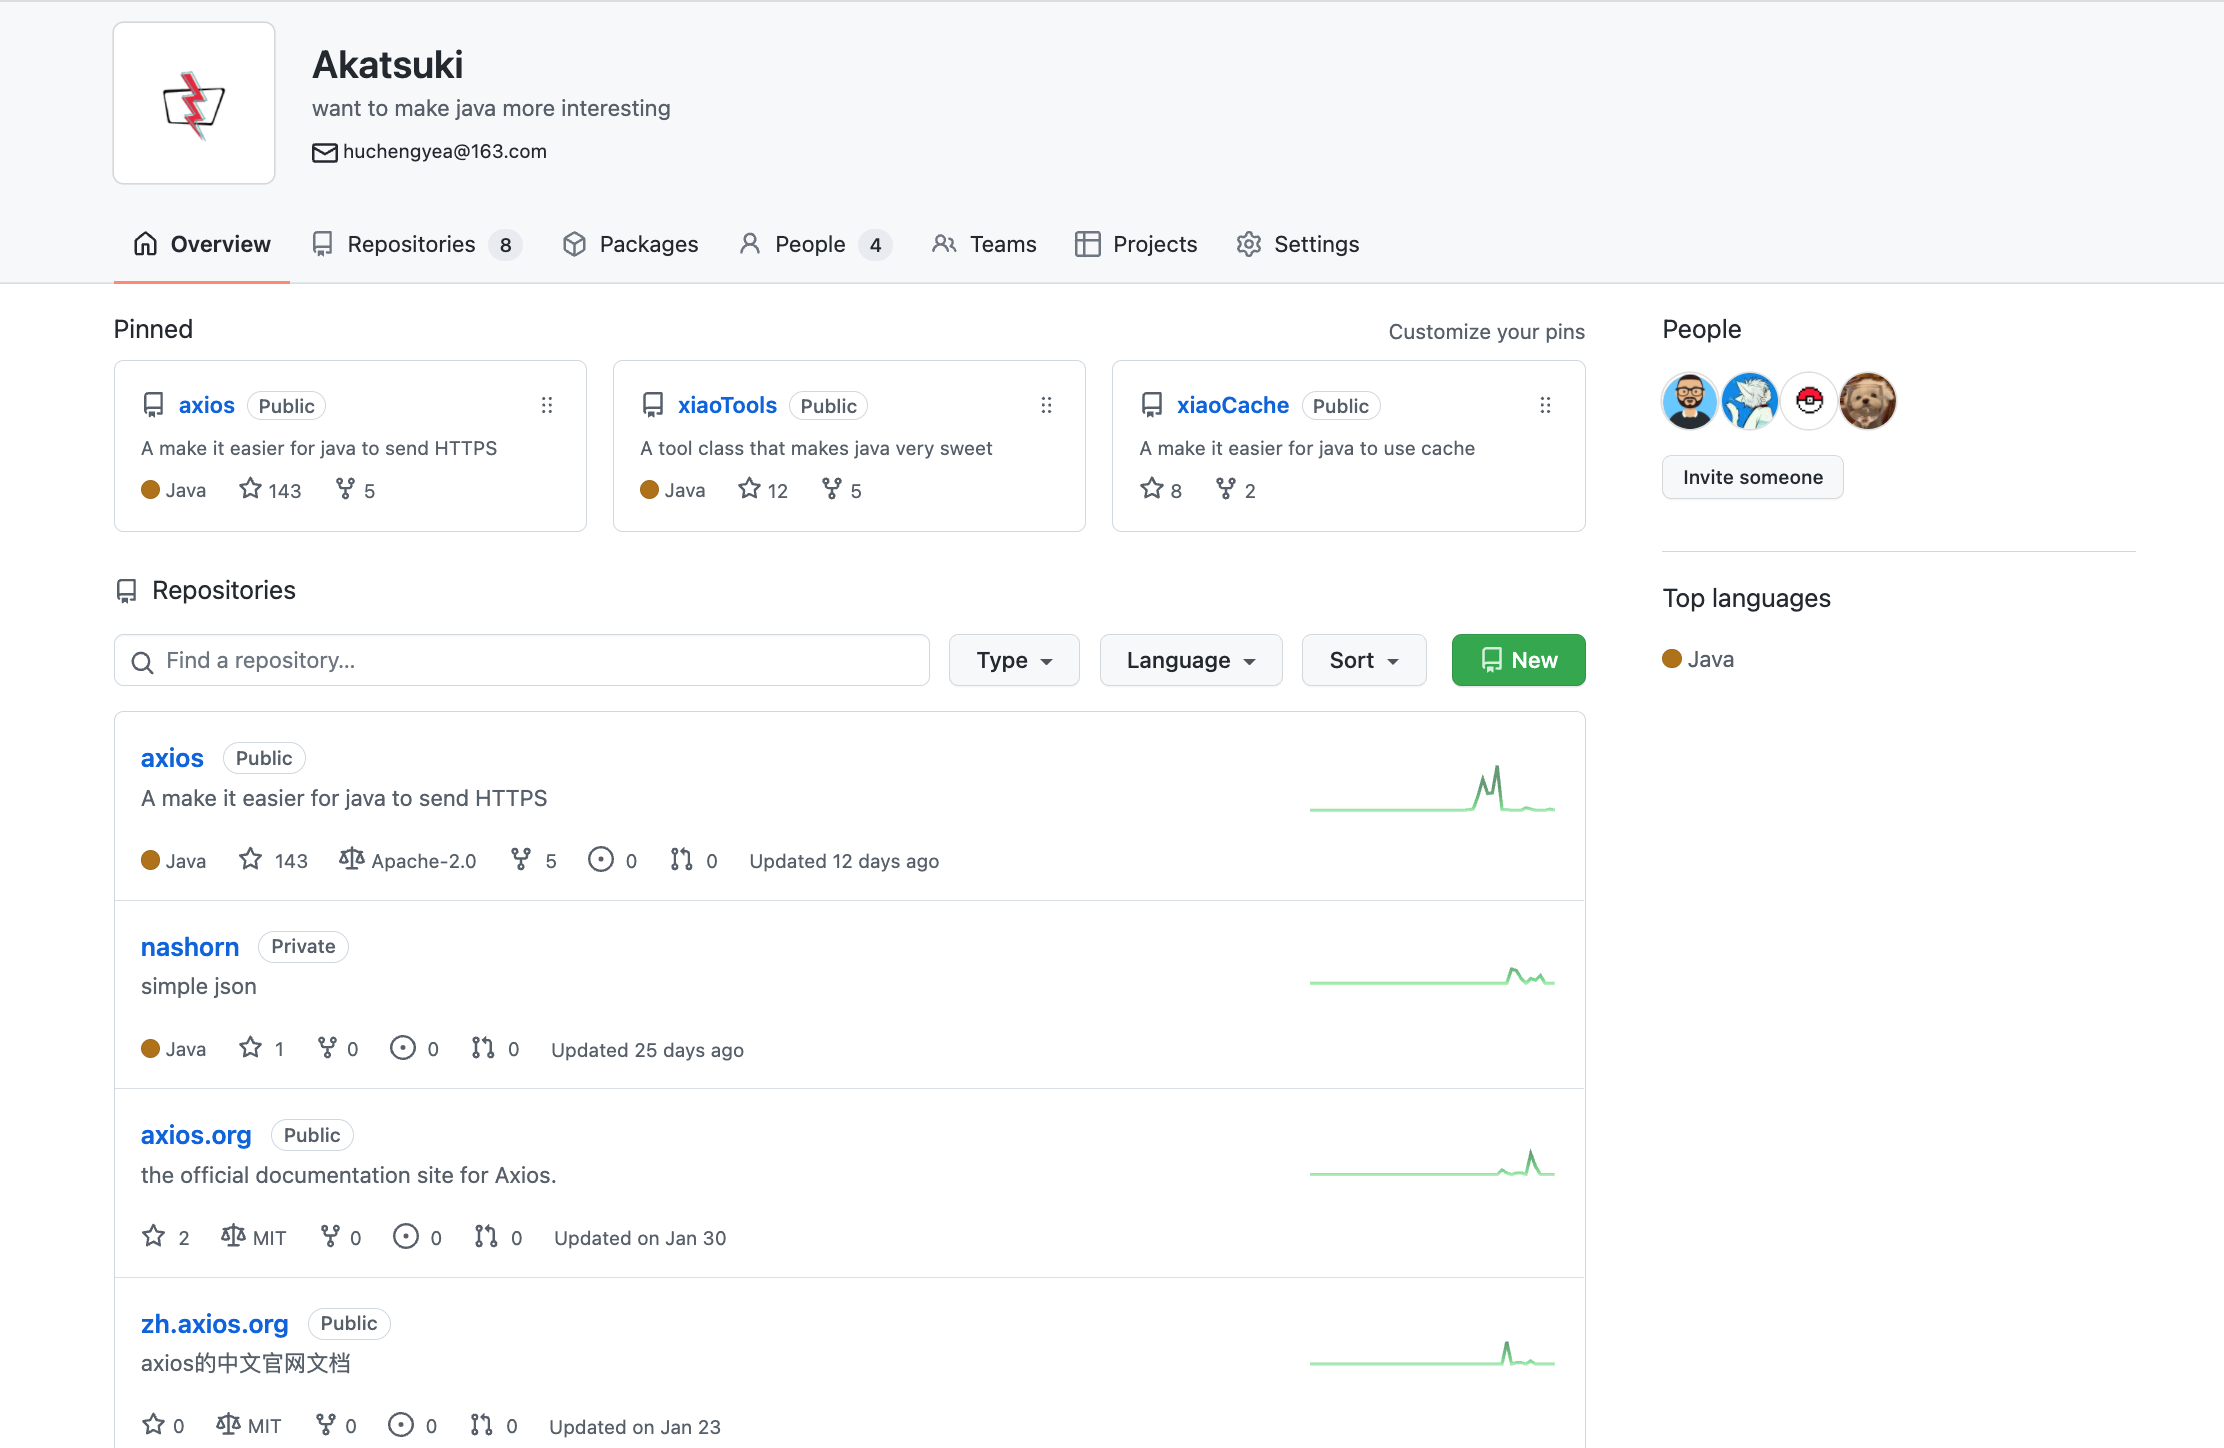 Akatsuki
want to make java more interesting
huchengyea@163.com
Overview Repositories 8 Packages People 4 Teams Projects Settings
Pinned
Customize your pins
axios Public
A make it easier for java to send HTTPS
Java 143 5
xiaoTools Public
A tool class that makes java very sweet
Java 12 5
xiaoCache Public
A make it easier for java to use cache
8 2
Repositories
Find a repository...
Type Language Sort New
axios Public
A make it easier for java to send HTTPS
Java 143 Apache-2.0 5 0 0 Updated 12 days ago
nashorn Private
simple json
Java 1 0 0 0 Updated 25 days ago
axios.org Public
the official documentation site for Axios.
2 MIT 0 0 0 Updated on Jan 30
zh.axios.org Public
axios的中文官网文档
0 MIT 0 0 0 Updated on Jan 23
People
Invite someone
Top languages
Java